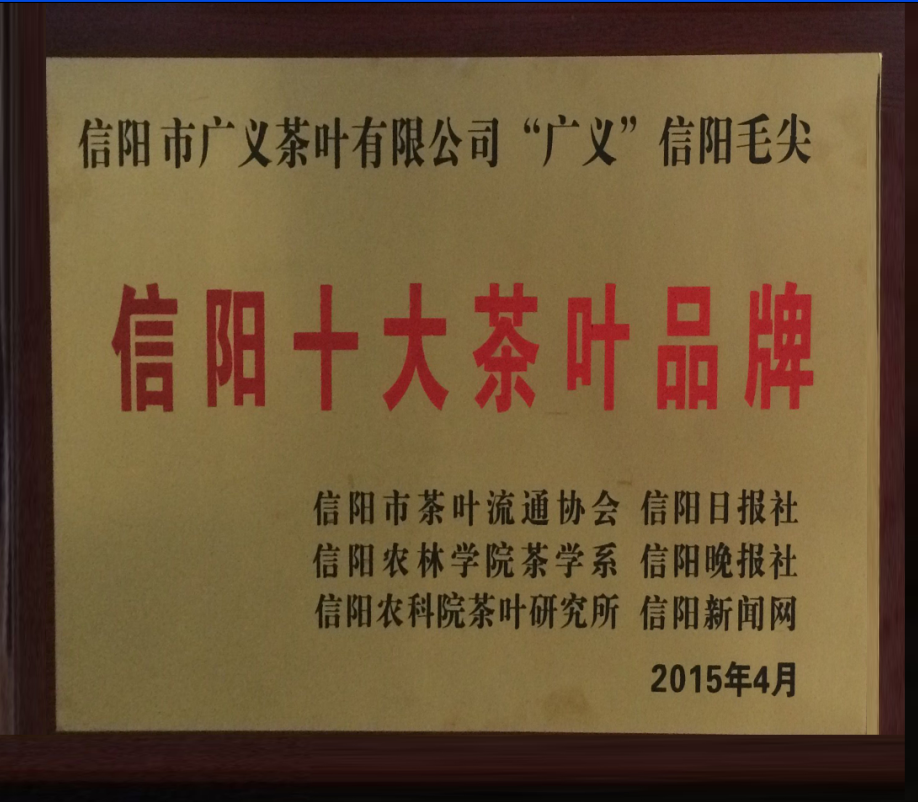 信阳市广义茶叶有限公司“广义”信阳毛尖
信阳十大茶叶品牌
信阳市茶叶流通协会 信阳日报社
信阳农林学院茶学系 信阳晚报社
信阳农科院茶叶研究所 信阳新闻网
2015年4月